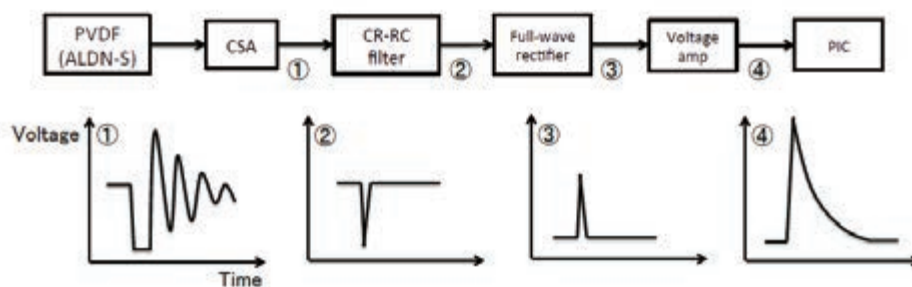 PVDF
(ALDN-S)
CSA
CR-RC
filter
Full-wave
rectifier
Voltage
amp
PIC
①
②
③
④
Voltage
①
②
③
④
Time